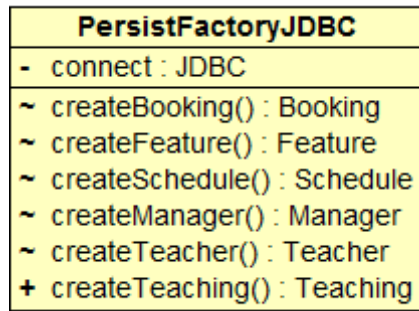 PersistFactoryJDBC
- connect : JDBC
~ createBooking() : Booking
~ createFeature() : Feature
~ createSchedule() : Schedule
~ createManager() : Manager
~ createTeacher() : Teacher
+ createTeaching() : Teaching